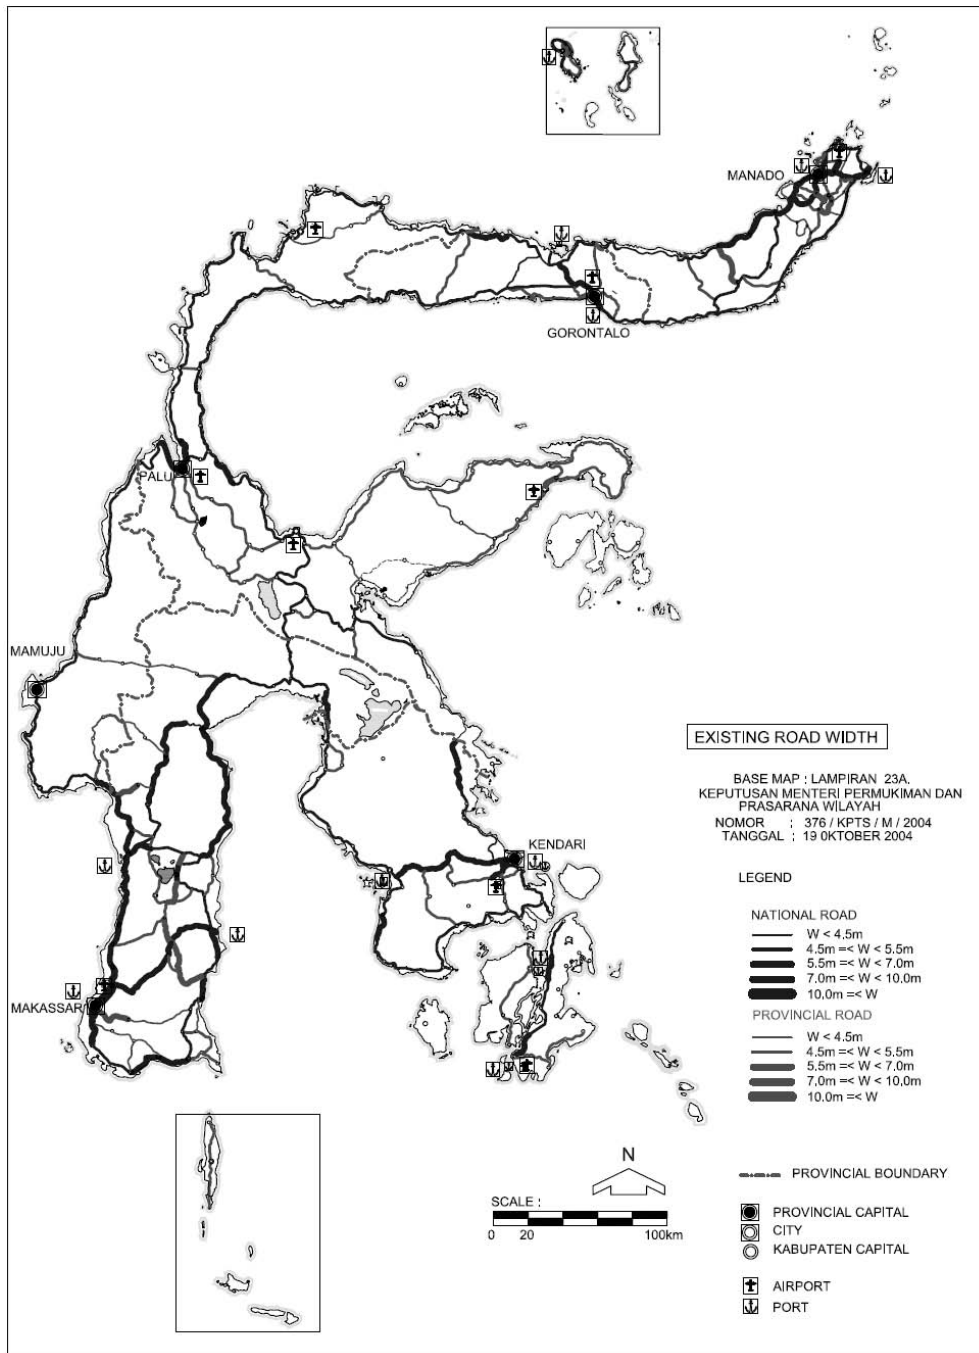 MANADO
GORONTALO
PALU
MAMUJU
EXISTING ROAD WIDTH
BASE MAP : LAMPIRAN 23A.
KEPUTUSAN MENTERI PERMUKIMAN DAN
PRASARANA WILAYAH
NOMOR : 376 / KPTS / M / 2004
TANGGAL : 19 OKTOBER 2004
KENDARI
LEGEND
NATIONAL ROAD
W < 4.5m
4.5m =< W < 5.5m
5.5m =< W < 7.0m
7.0m =< W < 10.0m
10.0m =< W
MAKASSAR
PROVINCIAL ROAD
W < 4.5m
4.5m =< W < 5.5m
5.5m =< W < 7.0m
7.0m =< W < 10.0m
10.0m =< W
N
PROVINCIAL BOUNDARY
SCALE :
0 20 100km
PROVINCIAL CAPITAL
CITY
KABUPATEN CAPITAL
AIRPORT
PORT